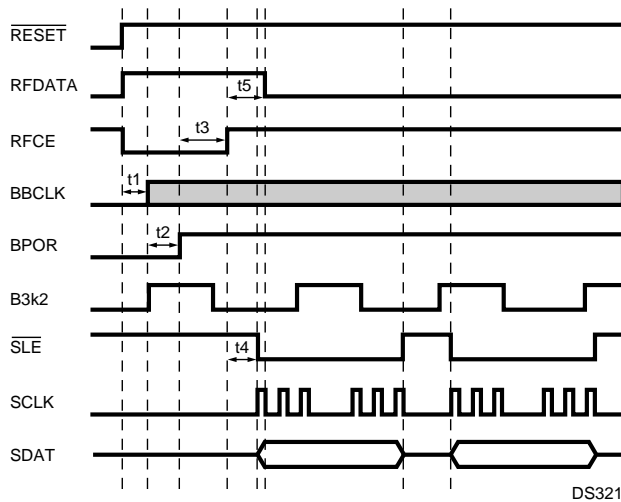 RESET
RFDATA
t5
RFCE
t3
BBCLK
t1
BPOR
t2
B3k2
SLE
t4
SCLK
SDAT
DS321